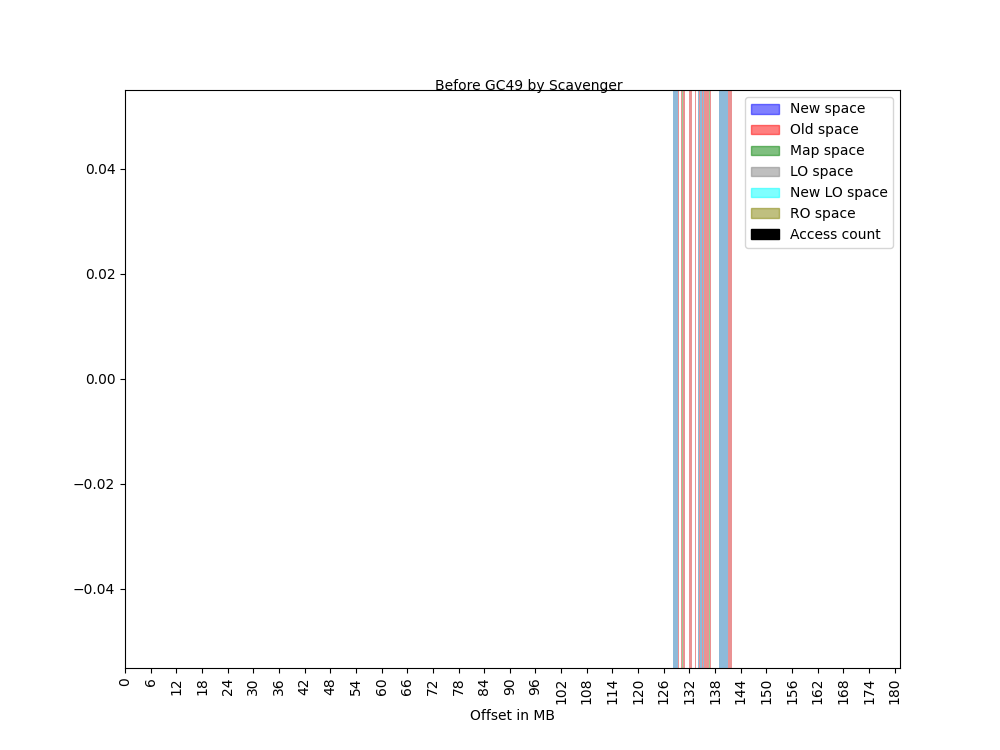 Before GC49 by Scavenger
New space
Old space
Map space
LO space
New LO space
RO space
Access count
0.04
0.02
0.00
−0.02
−0.04
0 6 12 18 24 30 36 42 48 54 60 66 72 78 84 90 96 102 108 114 120 126 132 138 144 150 156 162 168 174 180
Offset in MB